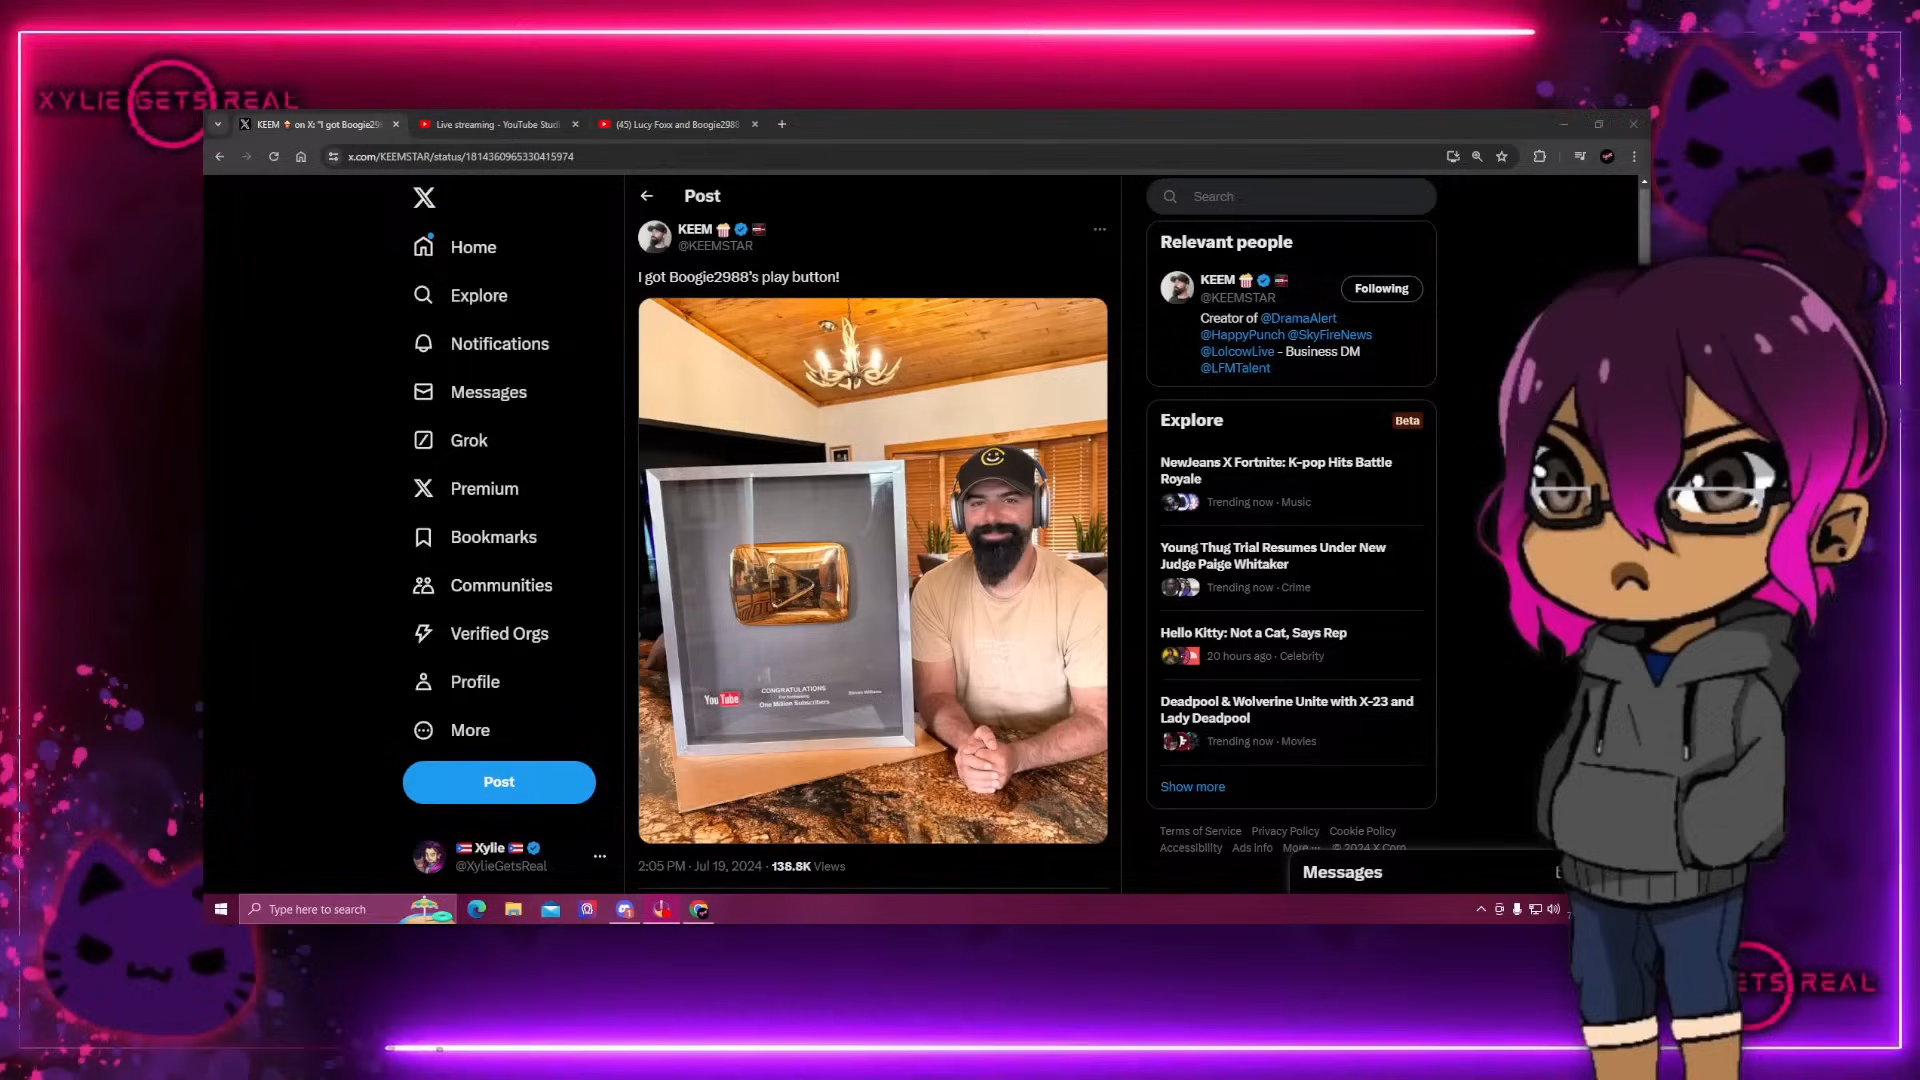 XYLIE GETS REAL
KEEM on X: "I got Boogie298
Live streaming - YouTube Studi
(45) Lucy Foxx and Boogie2988
x.com/KEEMSTAR/status/1814360965330415974
Home
Explore
Notifications
Messages
Grok
Premium
Bookmarks
Communities
Verified Orgs
Profile
More
Post
Xylie
@XylieGetsReal
Post
KEEM
@KEEMSTAR
I got Boogie2988's play button!
YouTube
CONGRATULATIONS
One Million Subscribers
2:05 PM · Jul 19, 2024 · 138.8K Views
Search
Relevant people
KEEM
@KEEMSTAR
Following
Creator of @DramaAlert
@HappyPunch @SkyFireNews
@LolcowLive - Business DM
@LFMTalent
Explore
Beta
NewJeans X Fortnite: K-pop Hits Battle
Royale
Trending now · Music
Young Thug Trial Resumes Under New
Judge Paige Whitaker
Trending now · Crime
Hello Kitty: Not a Cat, Says Rep
20 hours ago · Celebrity
Deadpool & Wolverine Unite with X-23 and
Lady Deadpool
Trending now · Movies
Show more
Terms of Service Privacy Policy Cookie Policy
Accessibility Ads info More ... © 2024 X Corp
Messages
Type here to search
ETS REAL